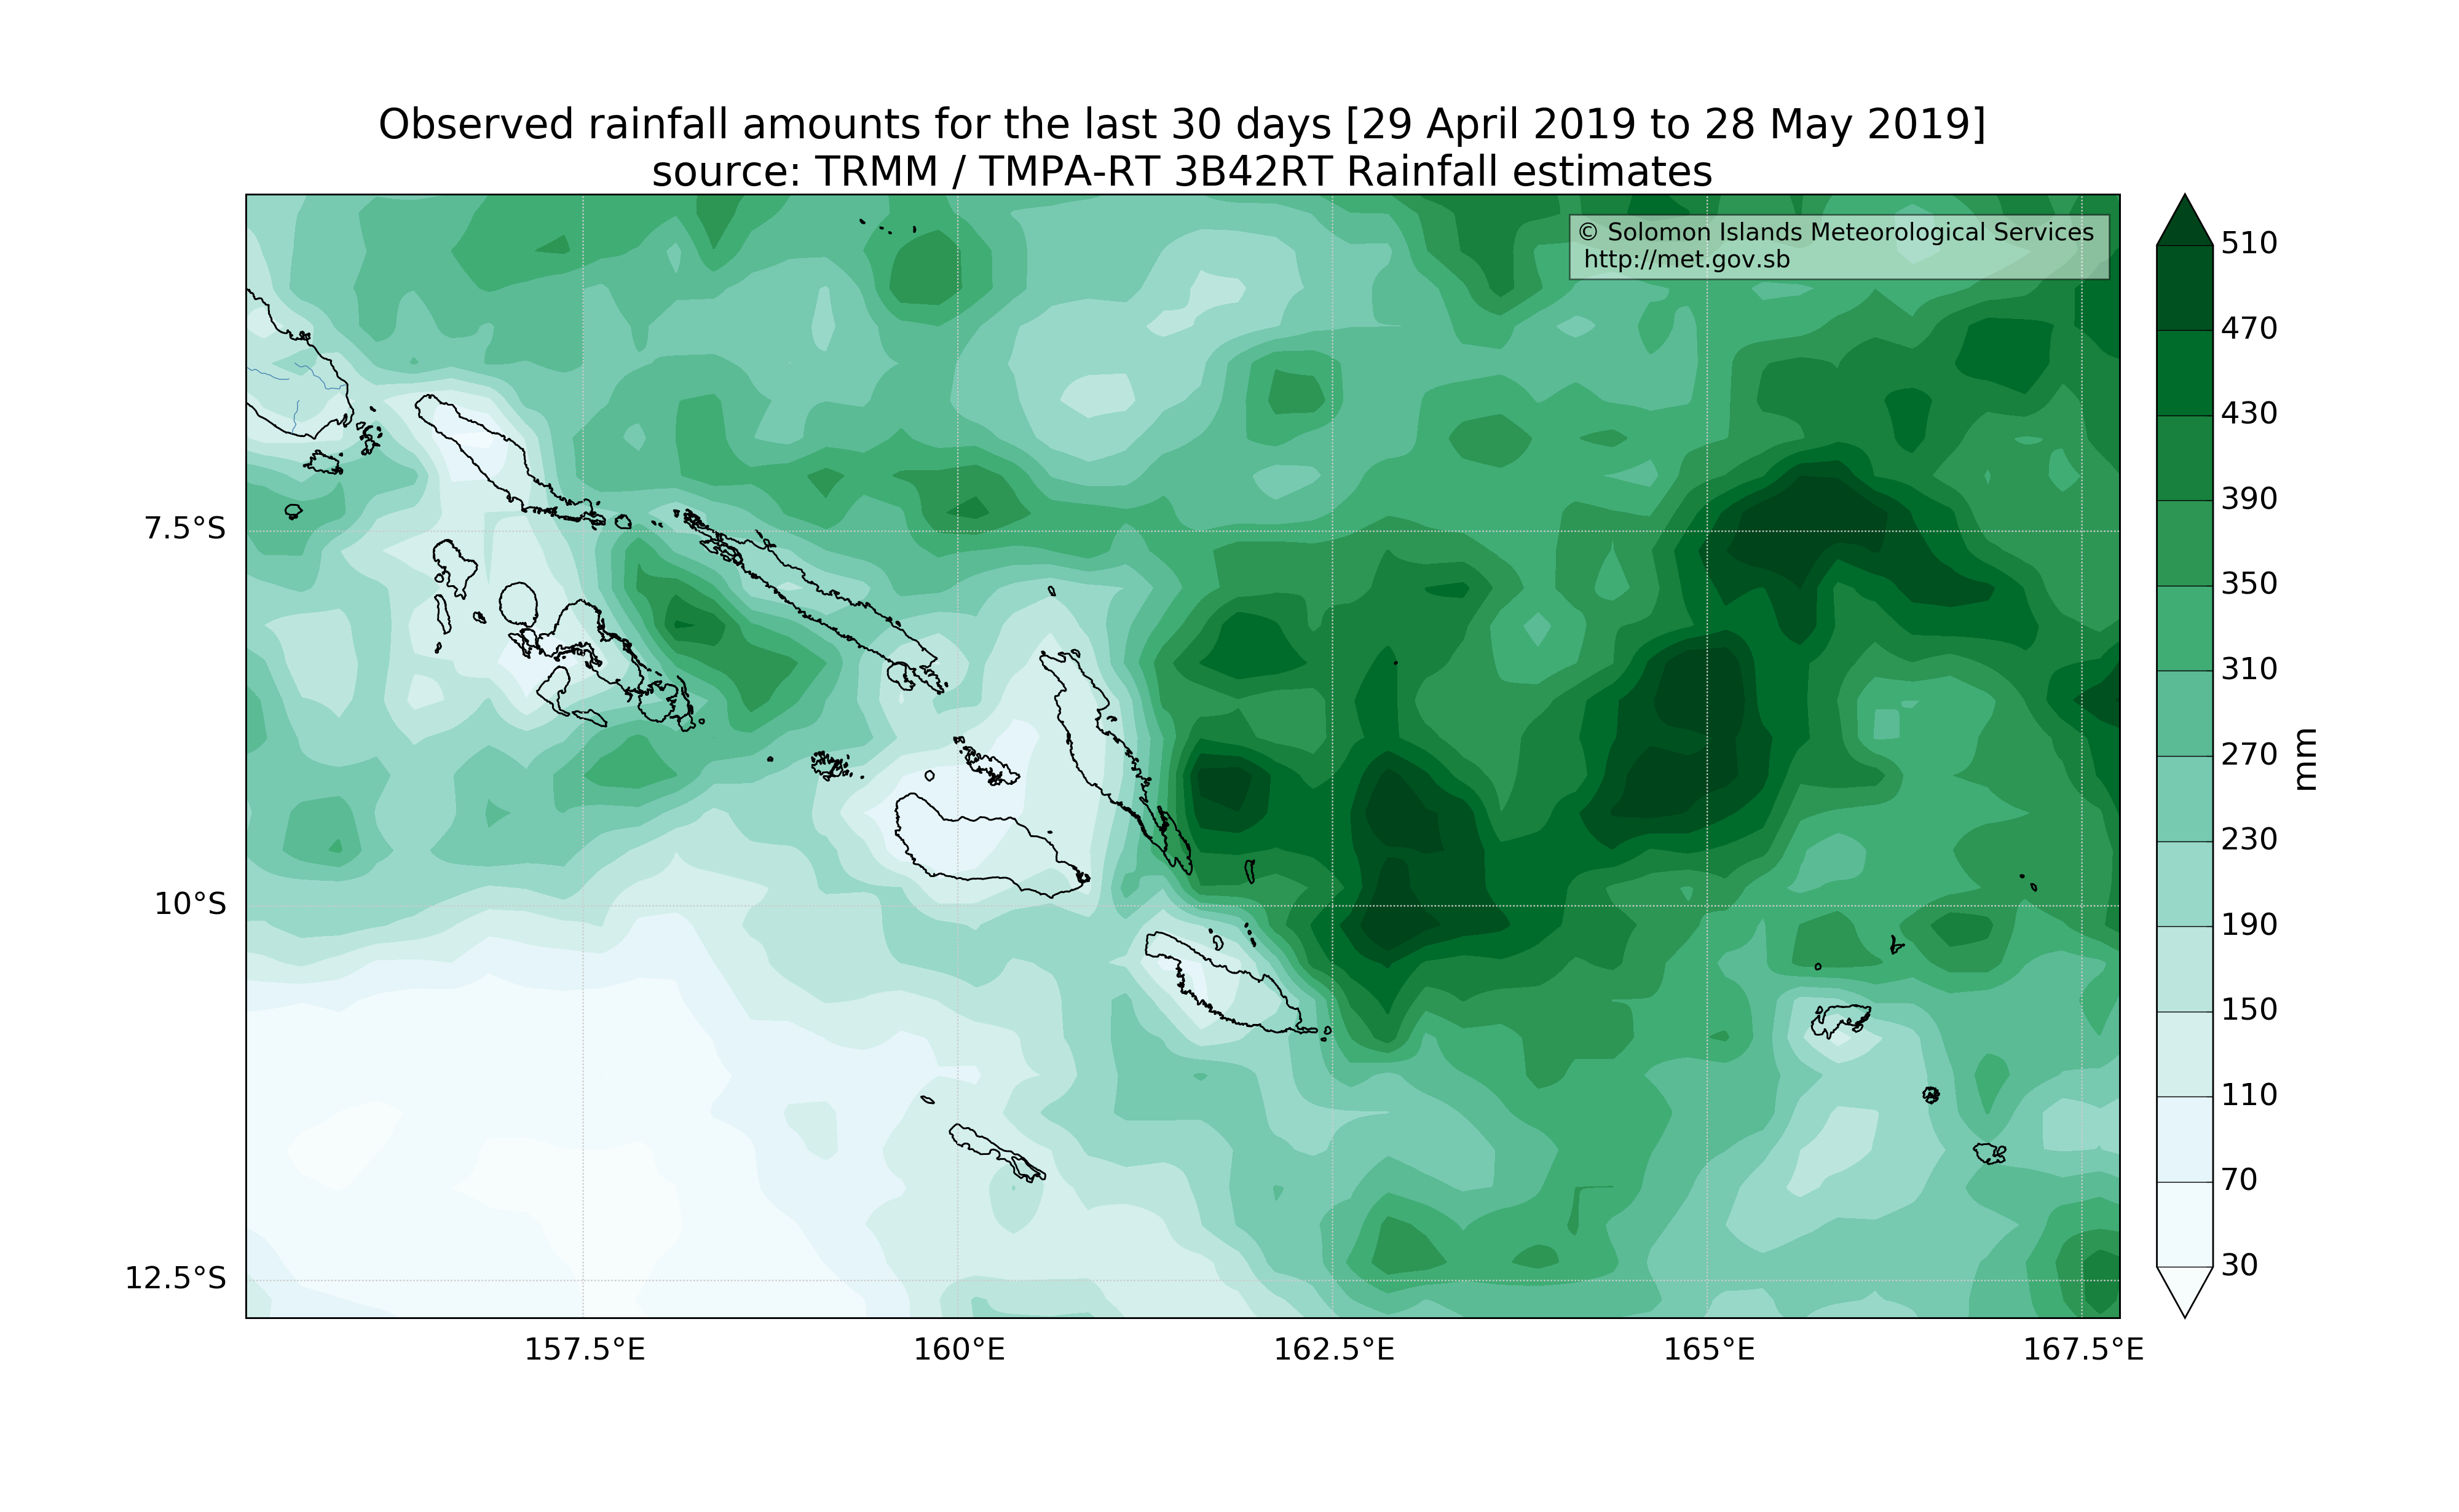 Observed rainfall amounts for the last 30 days [29 April 2019 to 28 May 2019]
source: TRMM / TMPA-RT 3B42RT Rainfall estimates
© Solomon Islands Meteorological Services
http://met.gov.sb
7.5°S
10°S
12.5°S
157.5°E
160°E
162.5°E
165°E
167.5°E
510
470
430
390
350
310
270
230
190
150
110
70
30
mm